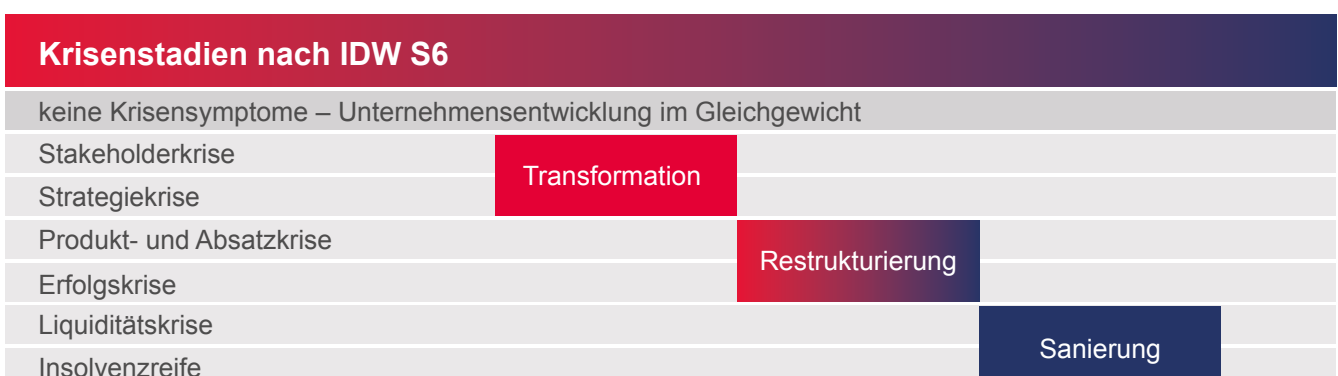 Krisenstadien nach IDW S6
keine Krisensymptome – Unternehmensentwicklung im Gleichgewicht
Stakeholderkrise
Transformation
Strategiekrise
Produkt- und Absatzkrise
Restrukturierung
Erfolgskrise
Liquiditätskrise
Sanierung
Insolvenzreife